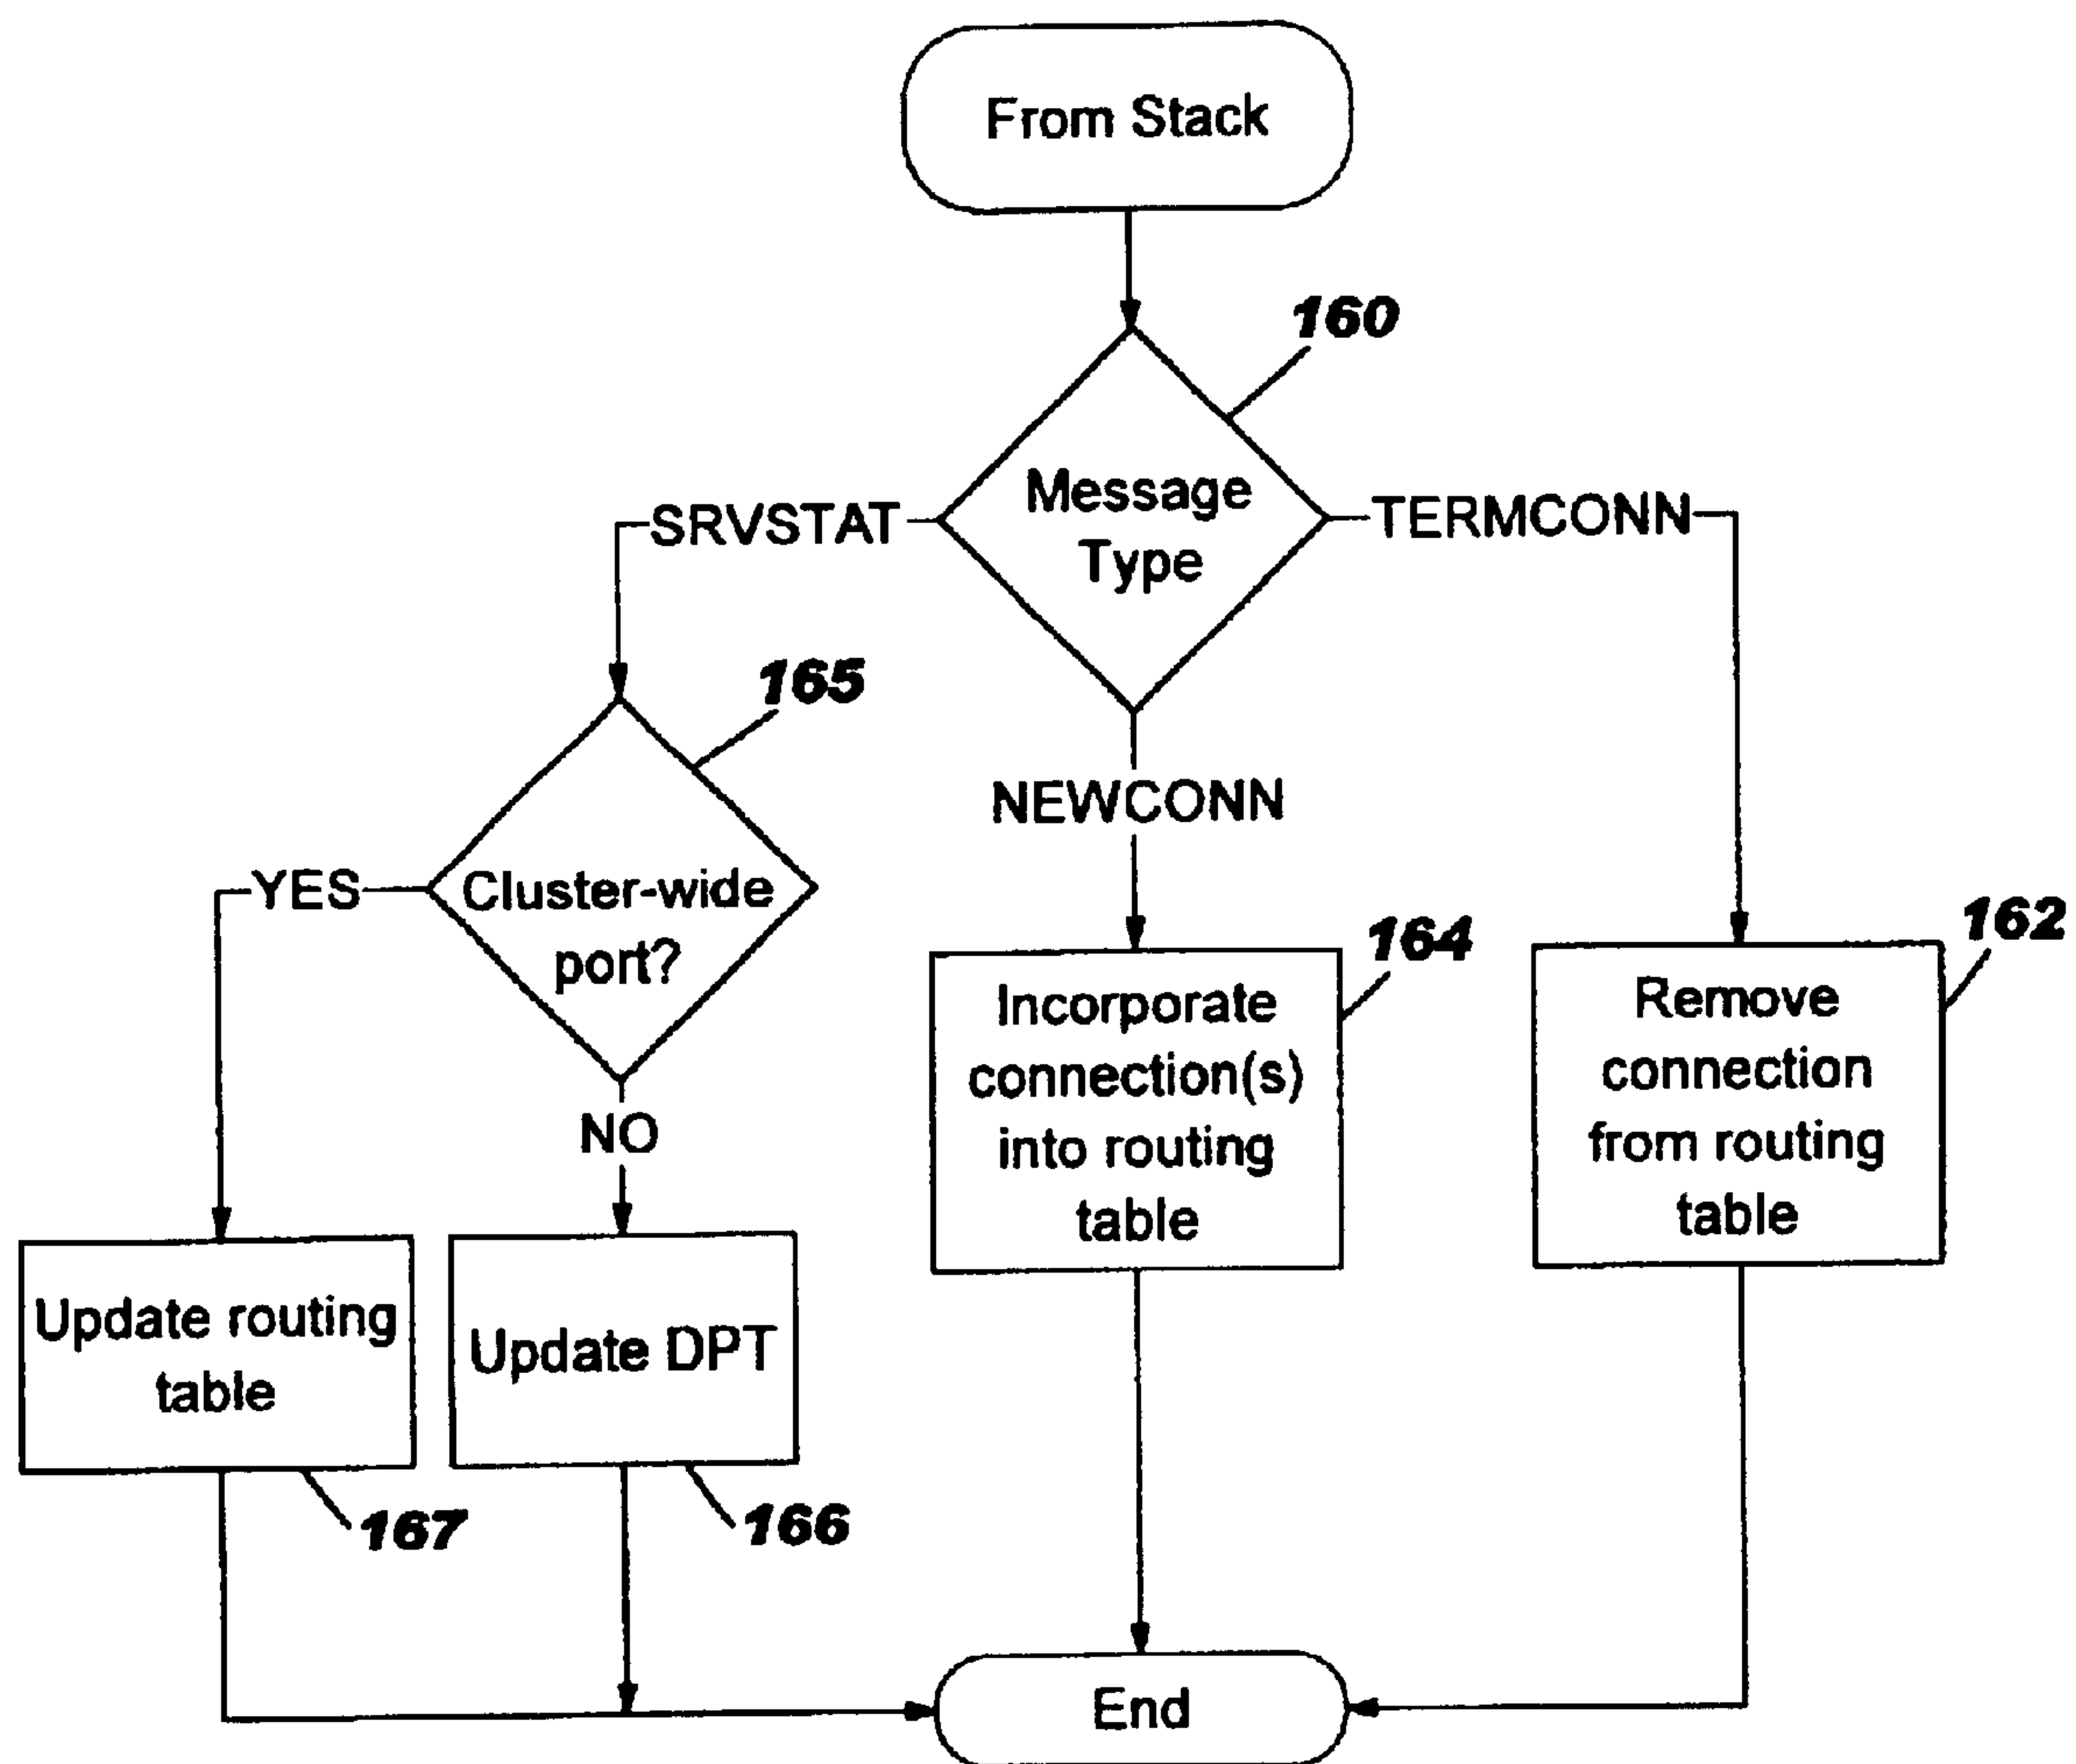 From Stack
160
Message
Type
SRVSTAT
TERMCONN
165
NEWCONN
YES
Cluster-wide
port?
164
162
Incorporate
connection(s)
into routing
table
Remove
connection
from routing
table
NO
Update routing
table
Update DPT
167
166
End